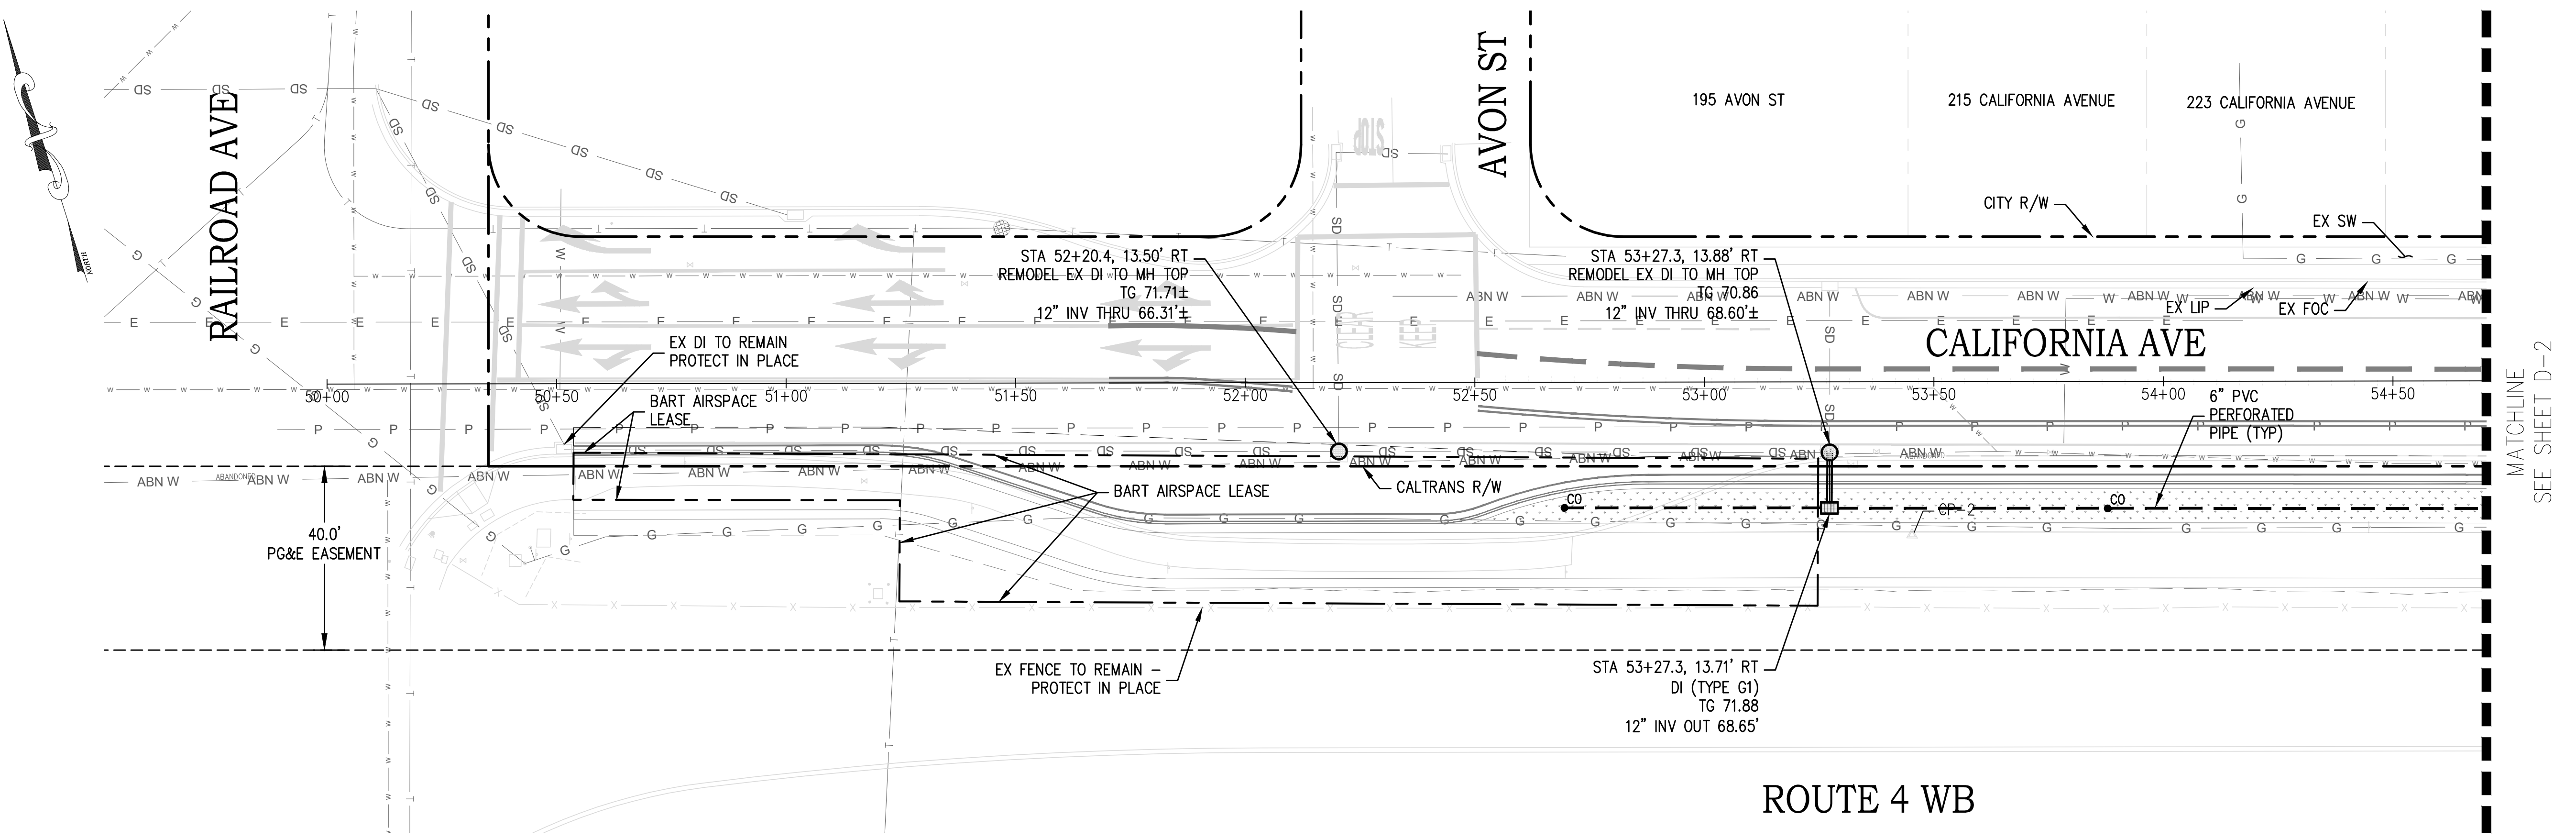 RAILROAD AVE
AVON ST
195 AVON ST
215 CALIFORNIA AVENUE
223 CALIFORNIA AVENUE
CITY R/W
EX SW
STOP
STA 52+20.4, 13.50' RT
REMODEL EX DI TO MH TOP
TG 71.71±
12" INV THRU 66.31'±
STA 53+27.3, 13.88' RT
REMODEL EX DI TO MH TOP
TG 70.86
12" INV THRU 68.60'±
EX LIP
EX FOC
CALIFORNIA AVE
EX DI TO REMAIN
PROTECT IN PLACE
50+00
50+50
51+00
51+50
52+00
52+50
53+00
53+50
54+00
54+50
BART AIRSPACE
LEASE
6" PVC
PERFORATED
PIPE (TYP)
MATCHLINE
SEE SHEET D-2
ABANDONED
ABANDONED
ABN W
BART AIRSPACE LEASE
CALTRANS R/W
CO
CO
CP-2
40.0'
PG&E EASEMENT
EX FENCE TO REMAIN –
PROTECT IN PLACE
STA 53+27.3, 13.71' RT
DI (TYPE G1)
TG 71.88
12" INV OUT 68.65'
ROUTE 4 WB
NORTH